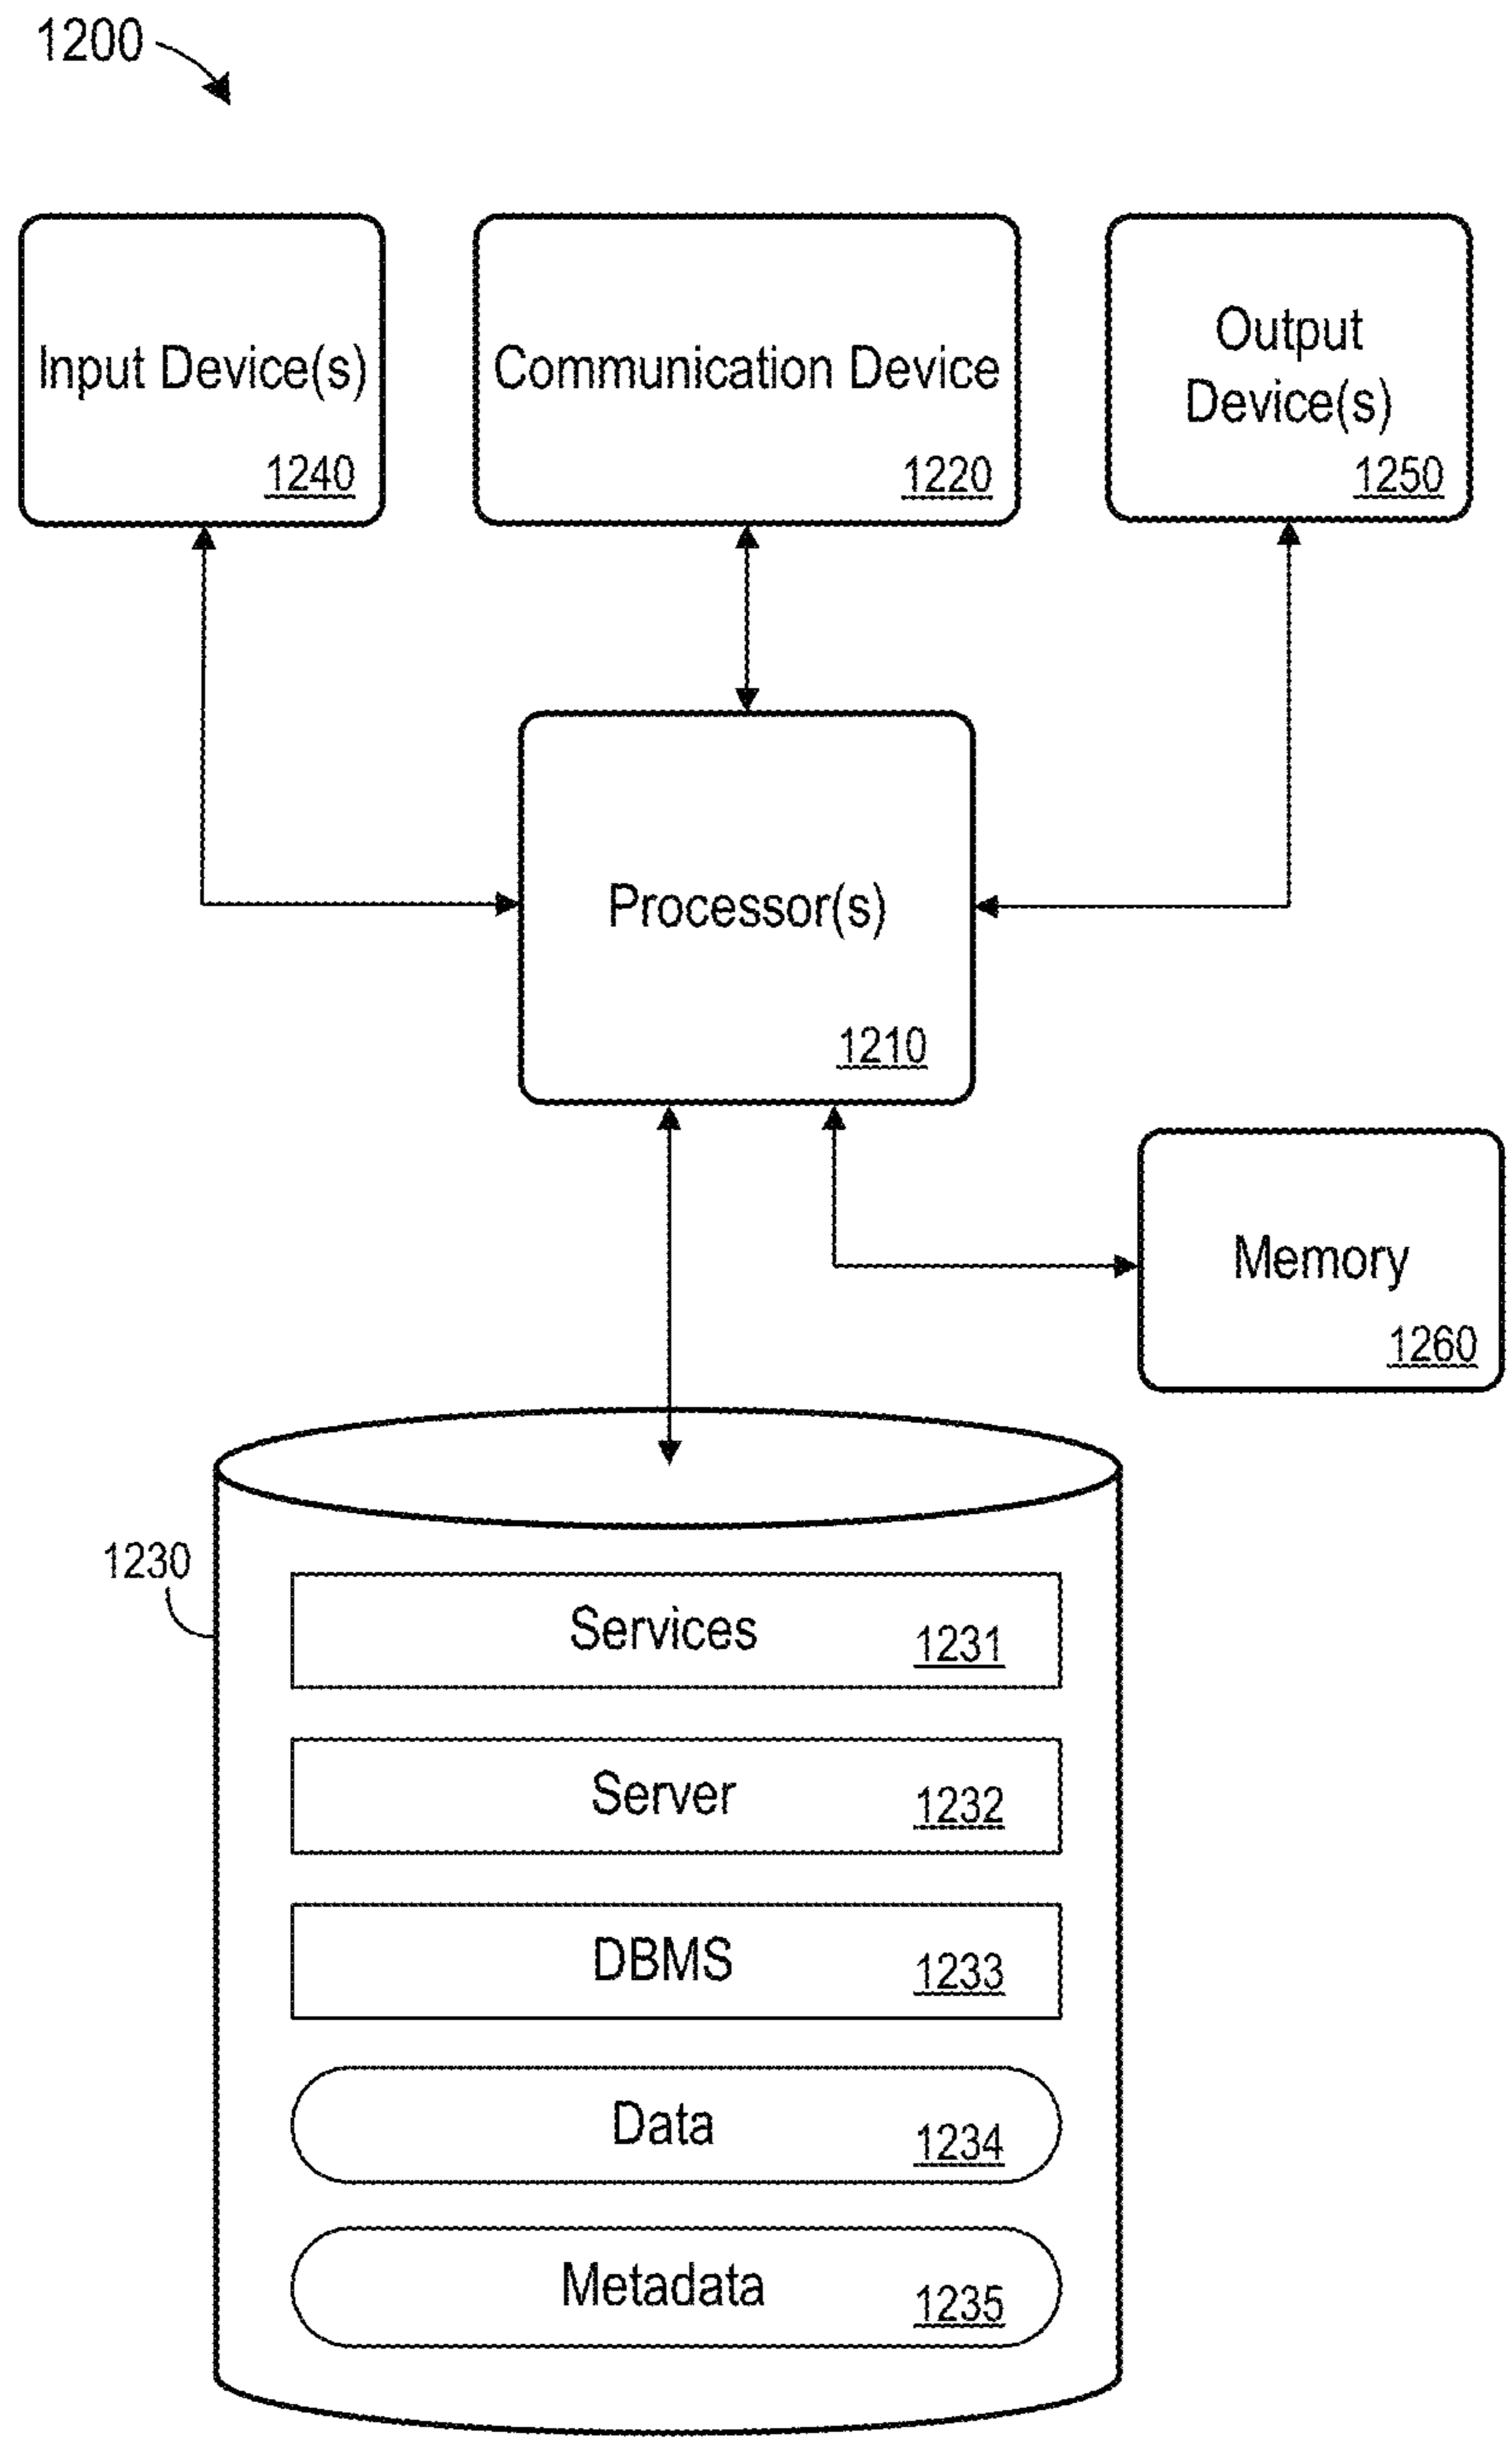 1200
Input Device(s)
1240
Communication Device
1220
Output
Device(s)
1250
Processor(s)
1210
Memory
1260
1230
Services 1231
Server 1232
DBMS 1233
Data 1234
Metadata 1235